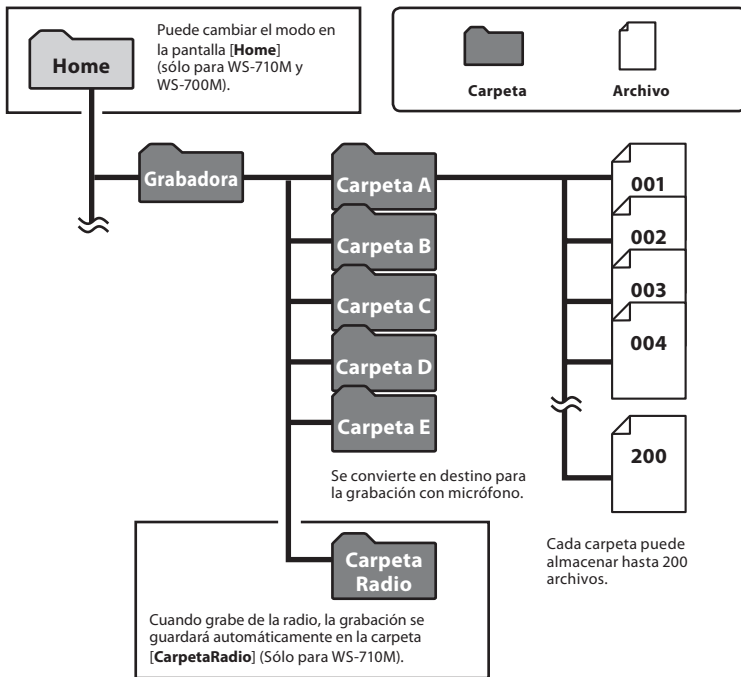 Home
Puede cambiar el modo en
la pantalla [Home]
(sólo para WS-710M y
WS-700M).
Carpeta
Archivo
Grabadora
Carpeta A
Carpeta B
Carpeta C
Carpeta D
Carpeta E
001
002
003
004
200
Se convierte en destino para
la grabación con micrófono.
Cada carpeta puede
almacenar hasta 200
archivos.
Carpeta
Radio
Cuando grabe de la radio, la grabación se
guardará automáticamente en la carpeta
[CarpetaRadio] (Sólo para WS-710M).